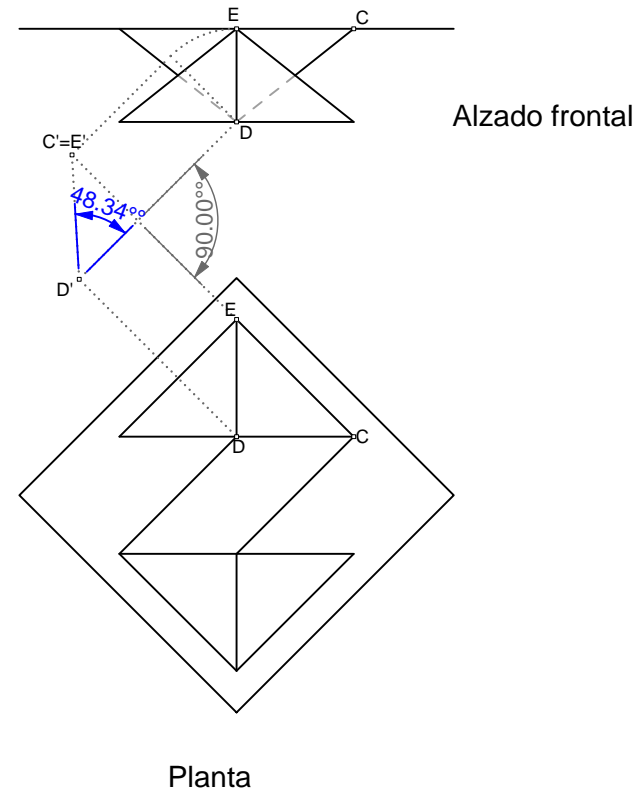 E
C
D
Alzado frontal
C'=E'
48.34°°
90.00°°
D'
E
D
C
Planta